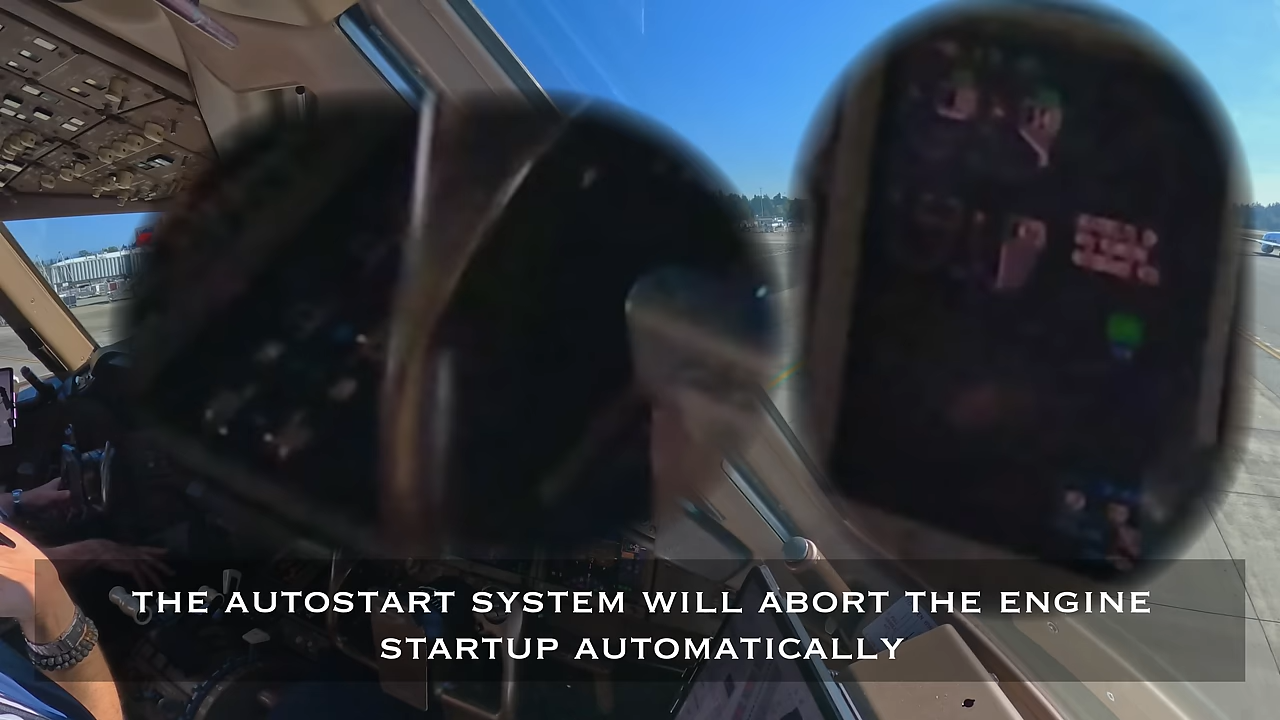 THE AUTOSTART SYSTEM WILL ABORT THE ENGINE
STARTUP AUTOMATICALLY